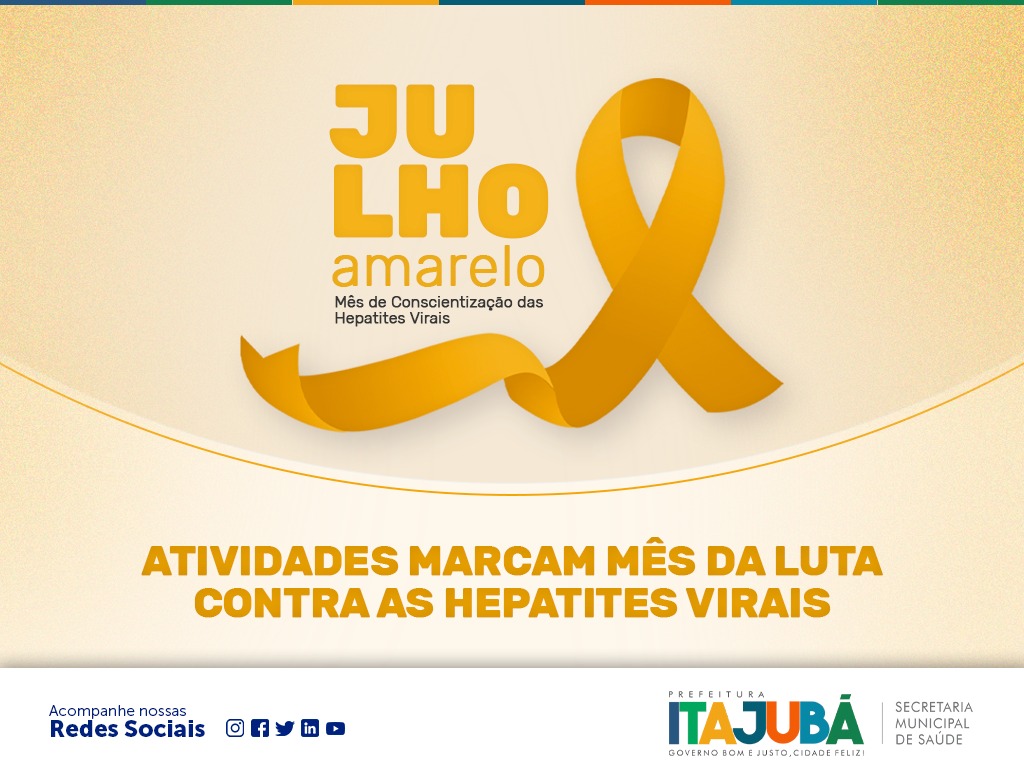 JU
LHO
amarelo
Mês de Conscientização das
Hepatites Virais
ATIVIDADES MARCAM MÊS DA LUTA
CONTRA AS HEPATITES VIRAIS
Acompanhe nossas
Redes Sociais
PREFEITURA
ITAJUBÁ
GOVERNO BOM E JUSTO, CIDADE FELIZ!
SECRETARIA
MUNICIPAL
DE SAÚDE